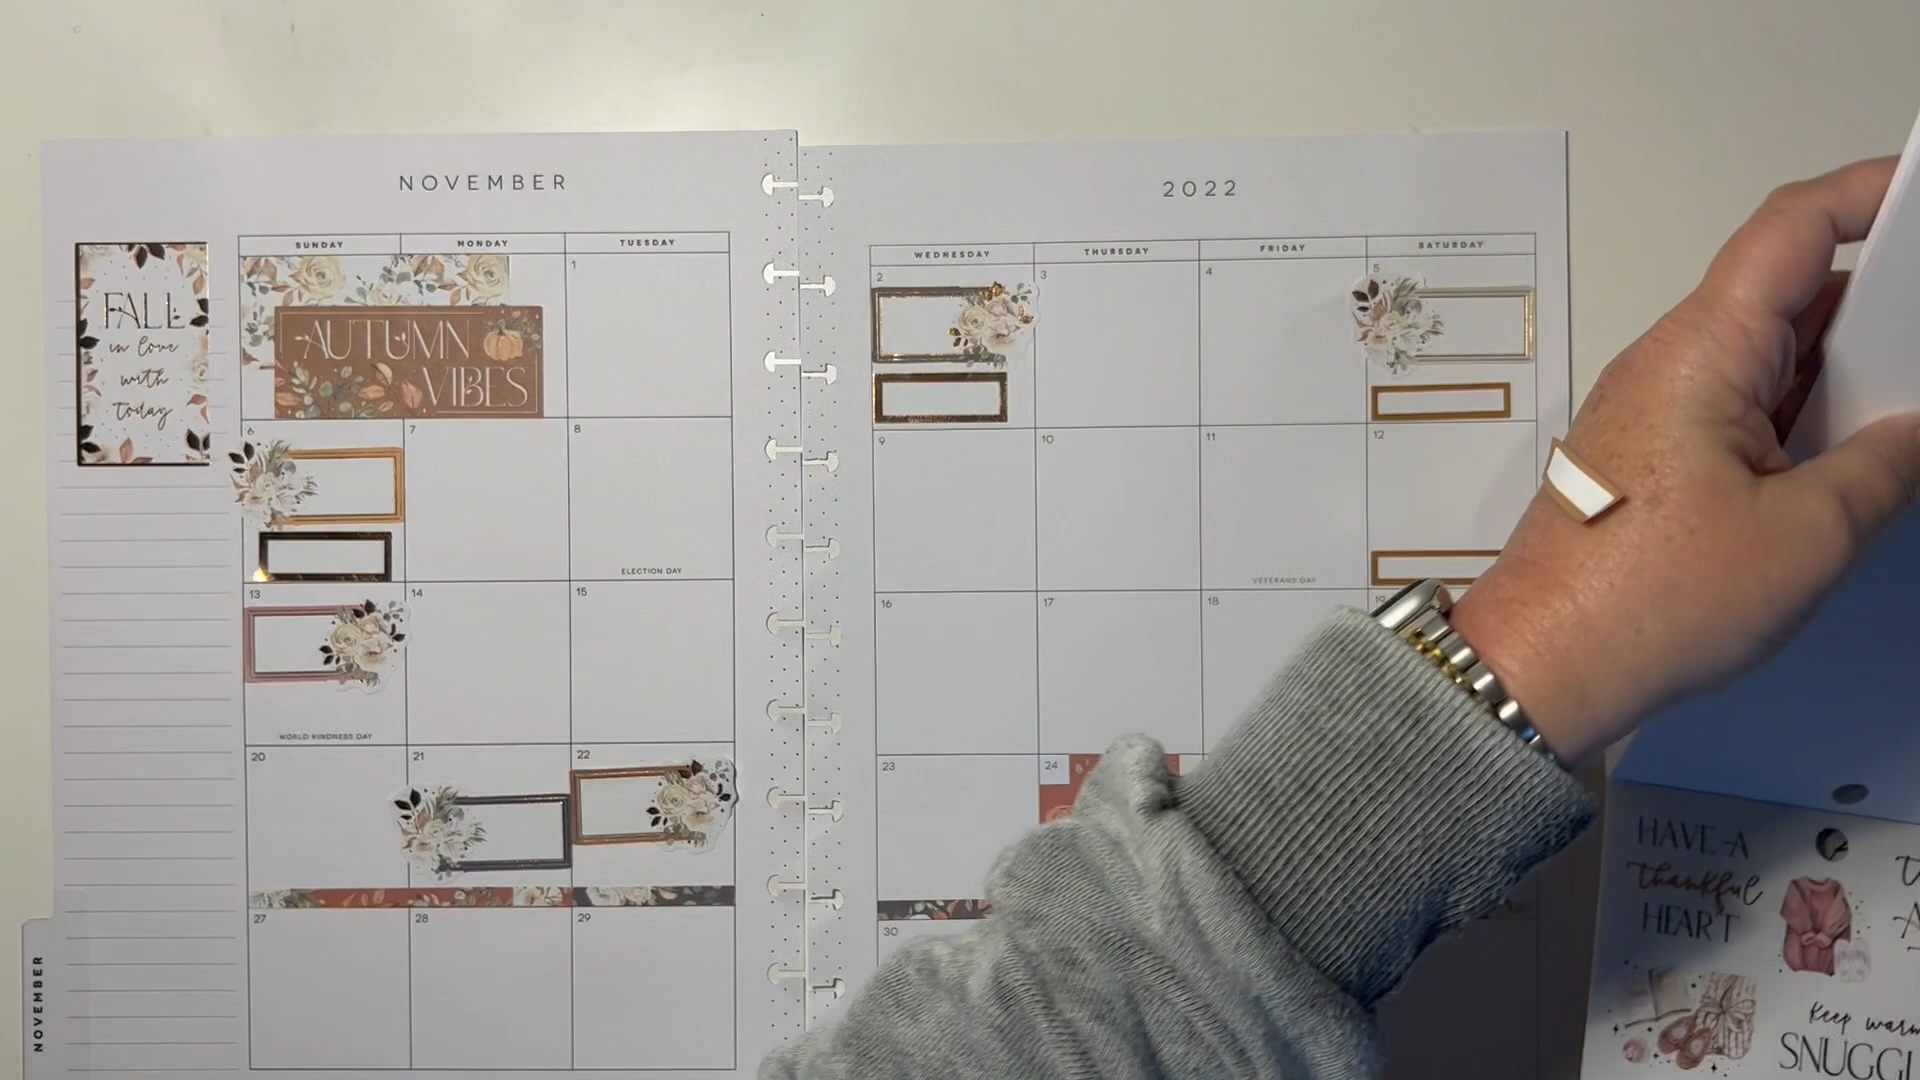 NOVEMBER
2022
SUNDAY MONDAY TUESDAY
WEDNESDAY THURSDAY FRIDAY SATURDAY
FALL
in love
with
today
AUTUMN
VIBES
1
2 3 4 5
6 7 8
ELECTION DAY
9 10 11 12
VETERANS DAY
13 14 15
WORLD KINDNESS DAY
16 17 18 19
20 21 22
23 24
27 28 29
30
NOVEMBER
HAVE A
thankful
HEART
Keep warm
SNUGGL